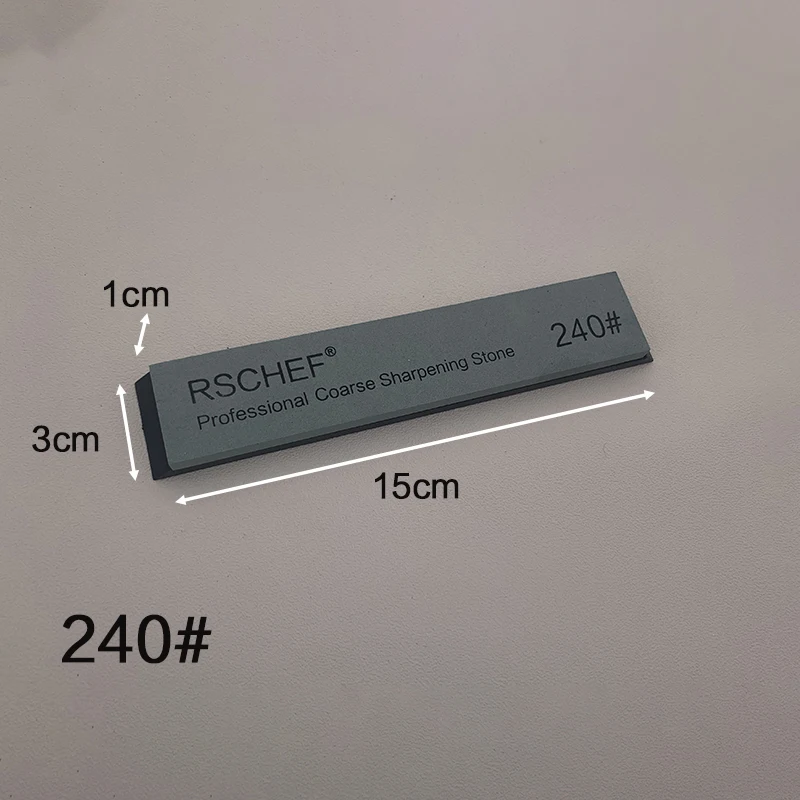 1cm
RSCHEF®
Professional Coarse Sharpening Stone
240#
3cm
15cm
240#